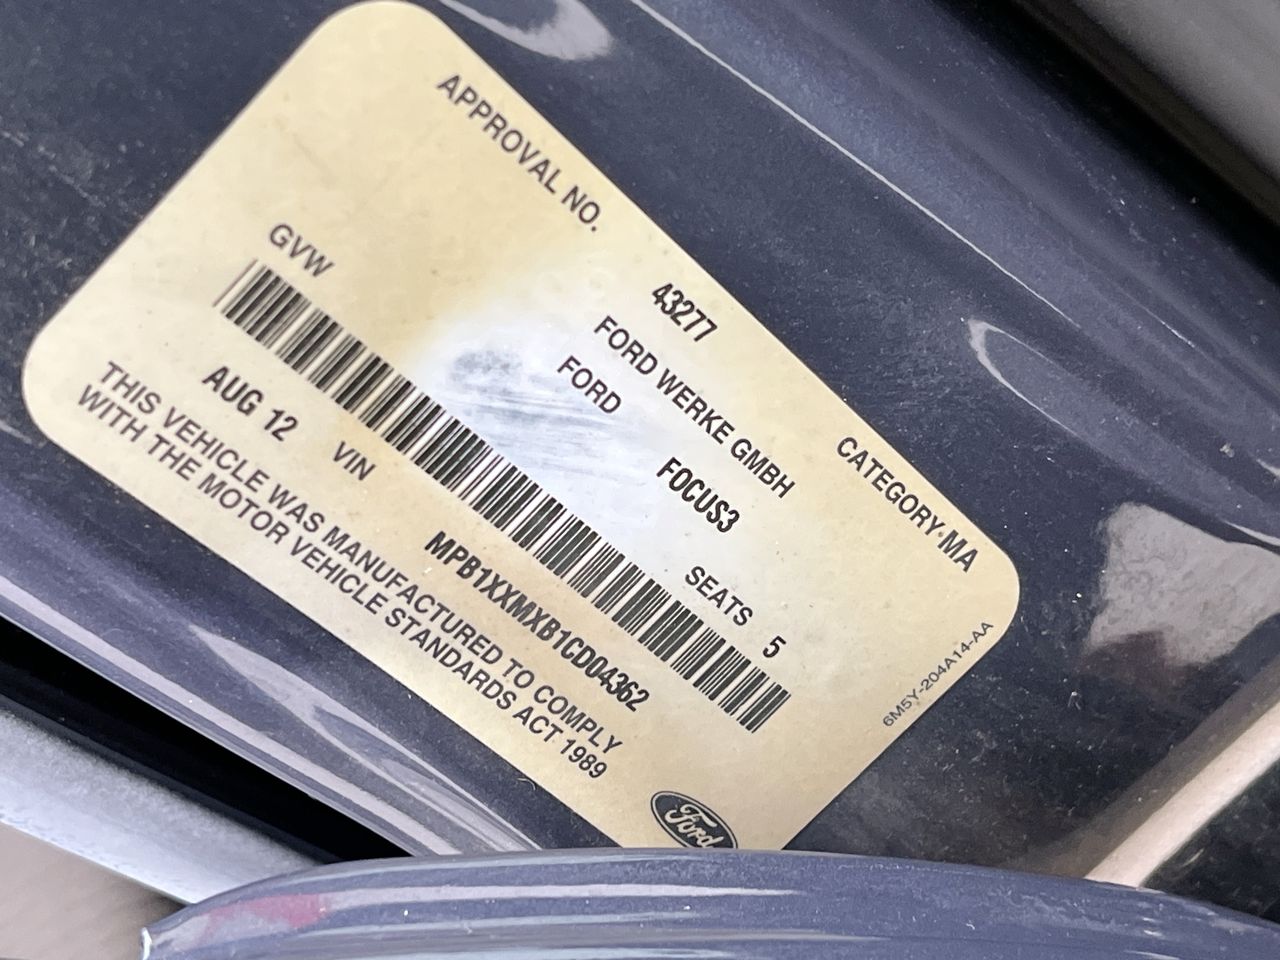 APPROVAL NO. 43277 CATEGORY-MA
FORD WERKE GMBH
FORD FOCUS3
GVW SEATS 5
AUG 12 VIN MPB1XXMXB1CD04362
THIS VEHICLE WAS MANUFACTURED TO COMPLY
WITH THE MOTOR VEHICLE STANDARDS ACT 1989
Ford
6M5Y-204A14-AA